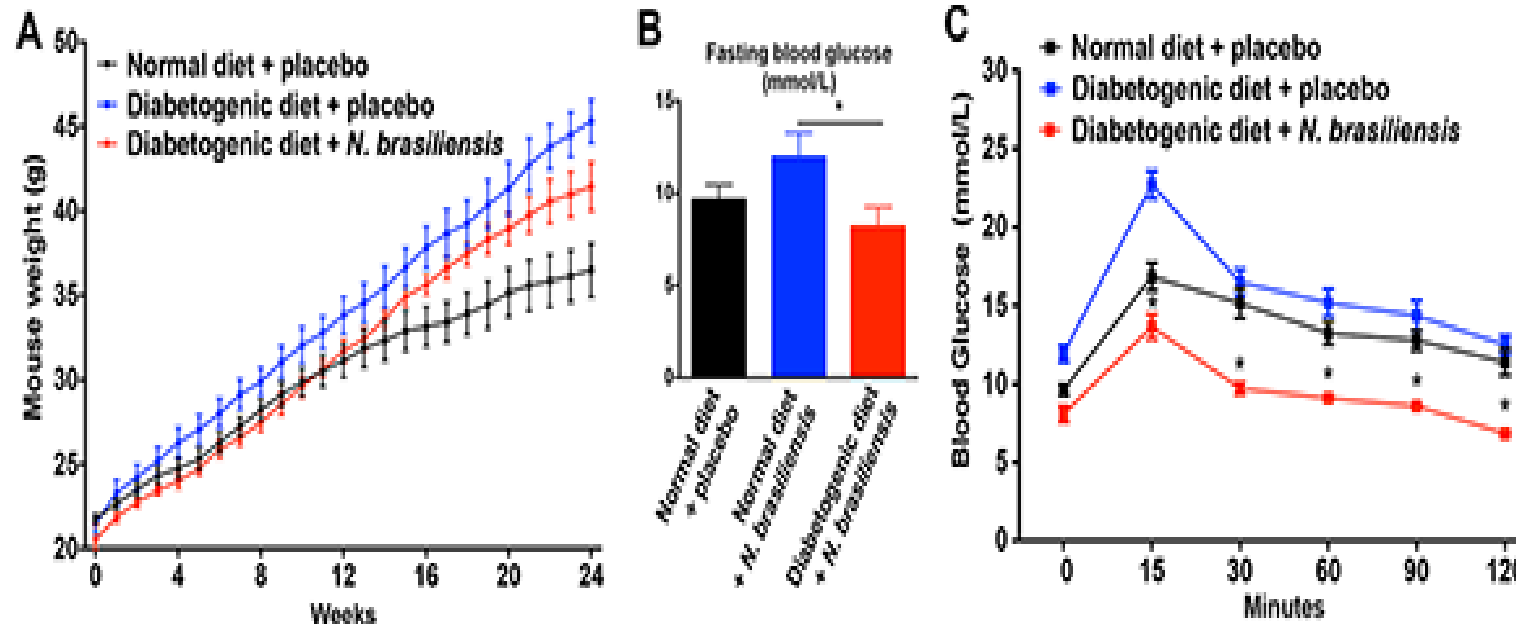 A
50
45
40
35
30
25
20
Mouse weight (g)
Normal diet + placebo
Diabetogenic diet + placebo
Diabetogenic diet + N. brasiliensis
0 4 8 12 16 20 24
Weeks
B
Fasting blood glucose
(mmol/L)
*
15
10
5
0
Normal diet
+ placebo
Normal diet
+ N. brasiliensis
Diabetogenic diet
+ N. brasiliensis
C
Normal diet + placebo
Diabetogenic diet + placebo
Diabetogenic diet + N. brasiliensis
30
25
20
15
10
5
0
Blood Glucose (mmol/L)
* * * * *
0 15 30 60 90 120
Minutes